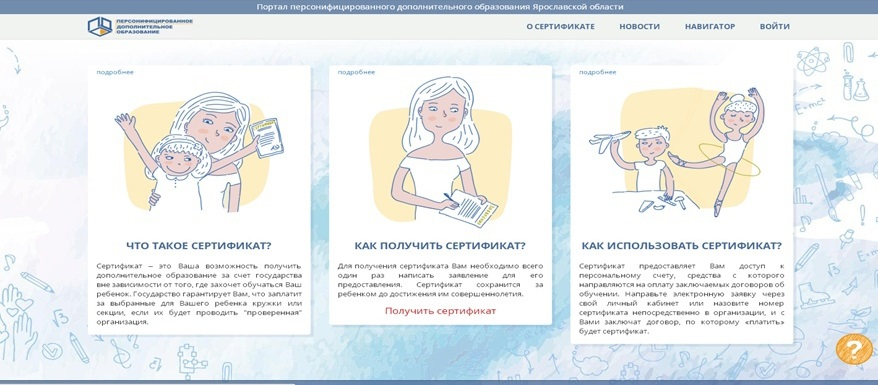 Портал персонифицированного дополнительного образования Ярославской области
ПЕРСОНИФИЦИРОВАННОЕ
ДОПОЛНИТЕЛЬНОЕ
ОБРАЗОВАНИЕ
О СЕРТИФИКАТЕ НОВОСТИ НАВИГАТОР ВОЙТИ
подробнее
ЧТО ТАКОЕ СЕРТИФИКАТ?
Сертификат – это Ваша возможность получить
дополнительное образование за счет государства
вне зависимости от того, где захочет обучаться Ваш
ребёнок. Государство гарантирует Вам, что заплатит
за выбранные для Вашего ребенка кружки или
секции, если их будет проводить "проверенная"
организация.
подробнее
КАК ПОЛУЧИТЬ СЕРТИФИКАТ?
Для получения сертификата Вам необходимо всего
один раз написать заявление для его
предоставления. Сертификат сохранится за
ребенком до достижения им совершеннолетия.
Получить сертификат
подробнее
КАК ИСПОЛЬЗОВАТЬ СЕРТИФИКАТ?
Сертификат предоставляет Вам доступ к
персональному счету, средства с которого
направляются на оплату заключаемых договоров об
обучении. Направьте электронную заявку через
свой личный кабинет или назовите номер
сертификата непосредственно в организации, и с
Вами заключат договор, по которому «платить»
будет сертификат.
?